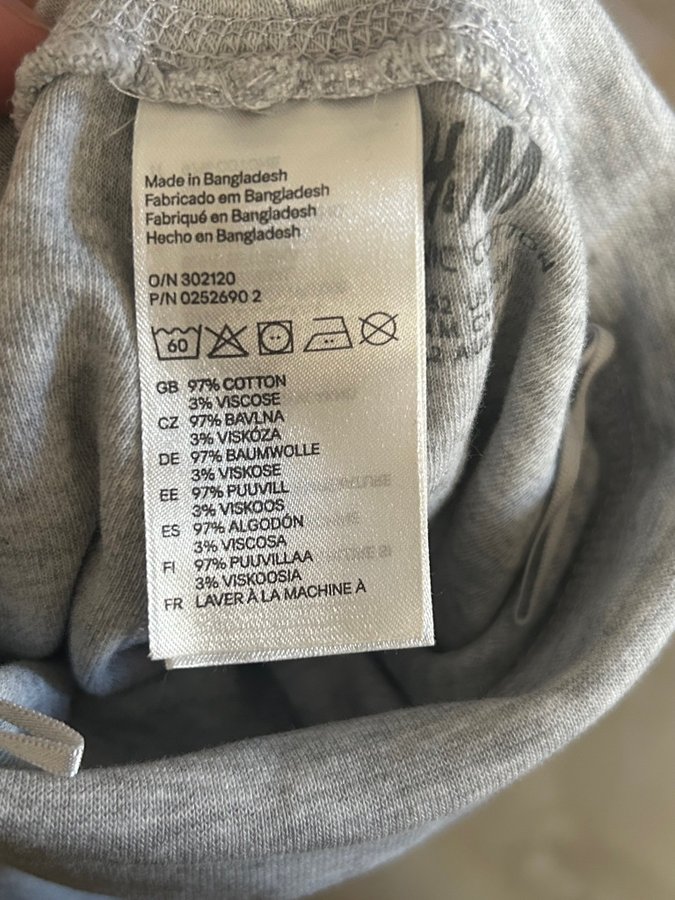 Made in Bangladesh
Fabricado em Bangladesh
Fabriqué en Bangladesh
Hecho en Bangladesh
O/N 302120
P/N 0252690 2
60
GB 97% COTTON
3% VISCOSE
CZ 97% BAVLNA
3% VISKÓZA
DE 97% BAUMWOLLE
3% VISKOSE
EE 97% PUUVILL
3% VISKOOS
ES 97% ALGODÓN
3% VISCOSA
FI 97% PUUVILLAA
3% VISKOOSIA
FR LAVER À LA MACHINE À